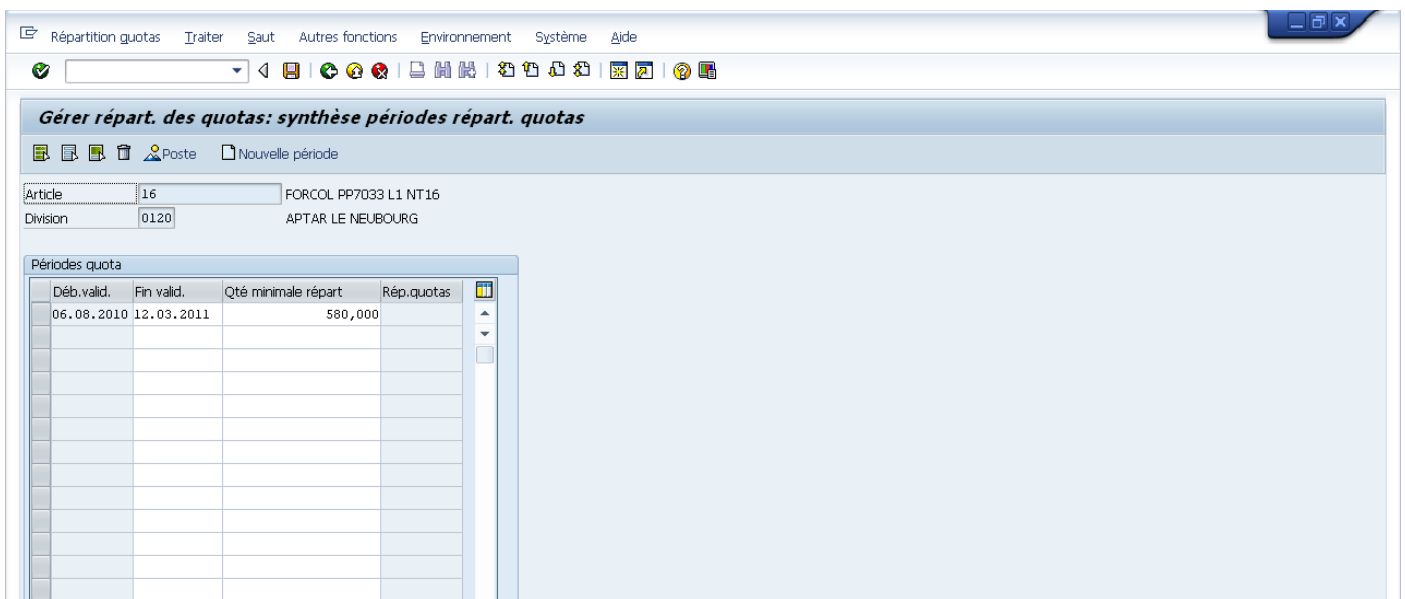 Répartition quotas Traiter Saut Autres fonctions Environnement Système Aide
Gérer répart. des quotas: synthèse périodes répart. quotas
Poste Nouvelle période
Article 16 FORCOL PP7033 L1 NT16
Division 0120 APTAR LE NEUBOURG
Périodes quota
Déb.valid. Fin valid. Qté minimale répart Rép.quotas
06.08.2010 12.03.2011 580,000